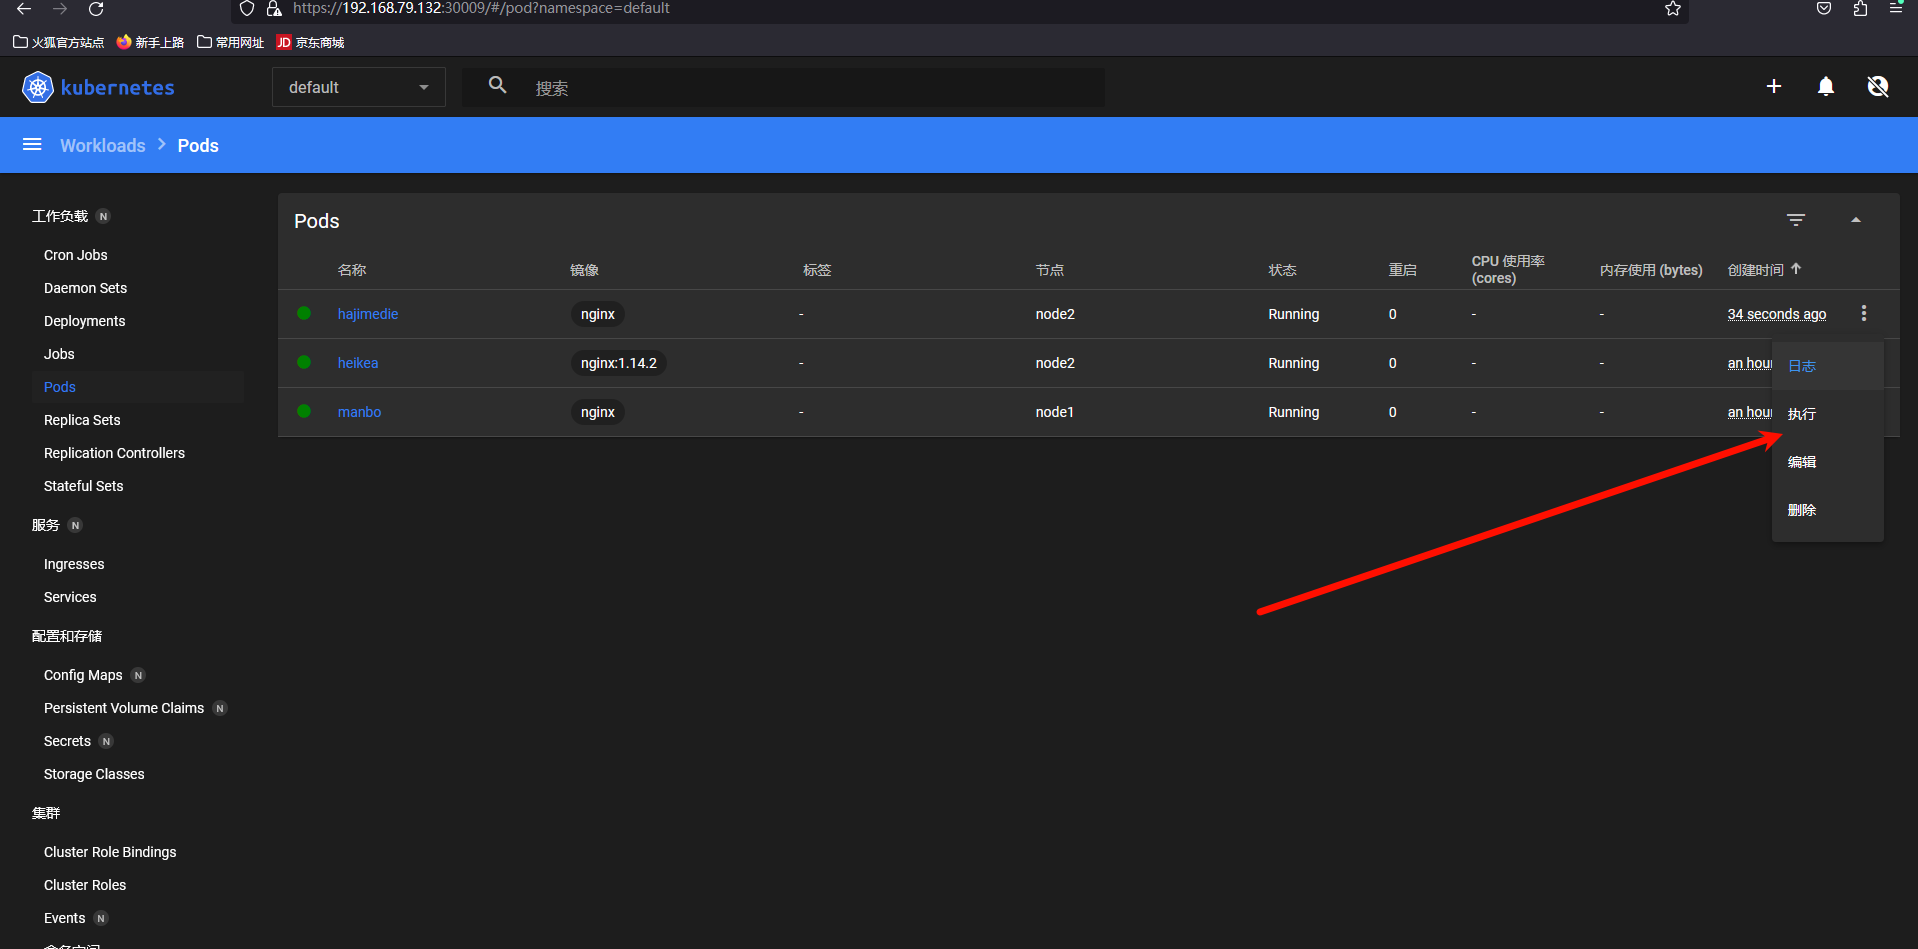 https://192.168.79.132:30009/#/pod?namespace=default
火狐官方站点 新手上路 常用网址 JD 京东商城
kubernetes default 搜索
Workloads Pods
工作负载 N
Cron Jobs
Daemon Sets
Deployments
Jobs
Pods
Replica Sets
Replication Controllers
Stateful Sets
服务 N
Ingresses
Services
配置和存储
Config Maps N
Persistent Volume Claims N
Secrets N
Storage Classes
集群
Cluster Role Bindings
Cluster Roles
Events N
Pods
名称 镜像 标签 节点 状态 重启 CPU 使用率 (cores) 内存使用 (bytes) 创建时间
hajimedie nginx - node2 Running 0 - - 34 seconds ago
heikea nginx:1.14.2 - node2 Running 0 - - an hour
manbo nginx - node1 Running 0 - - an hour
日志
执行
编辑
删除